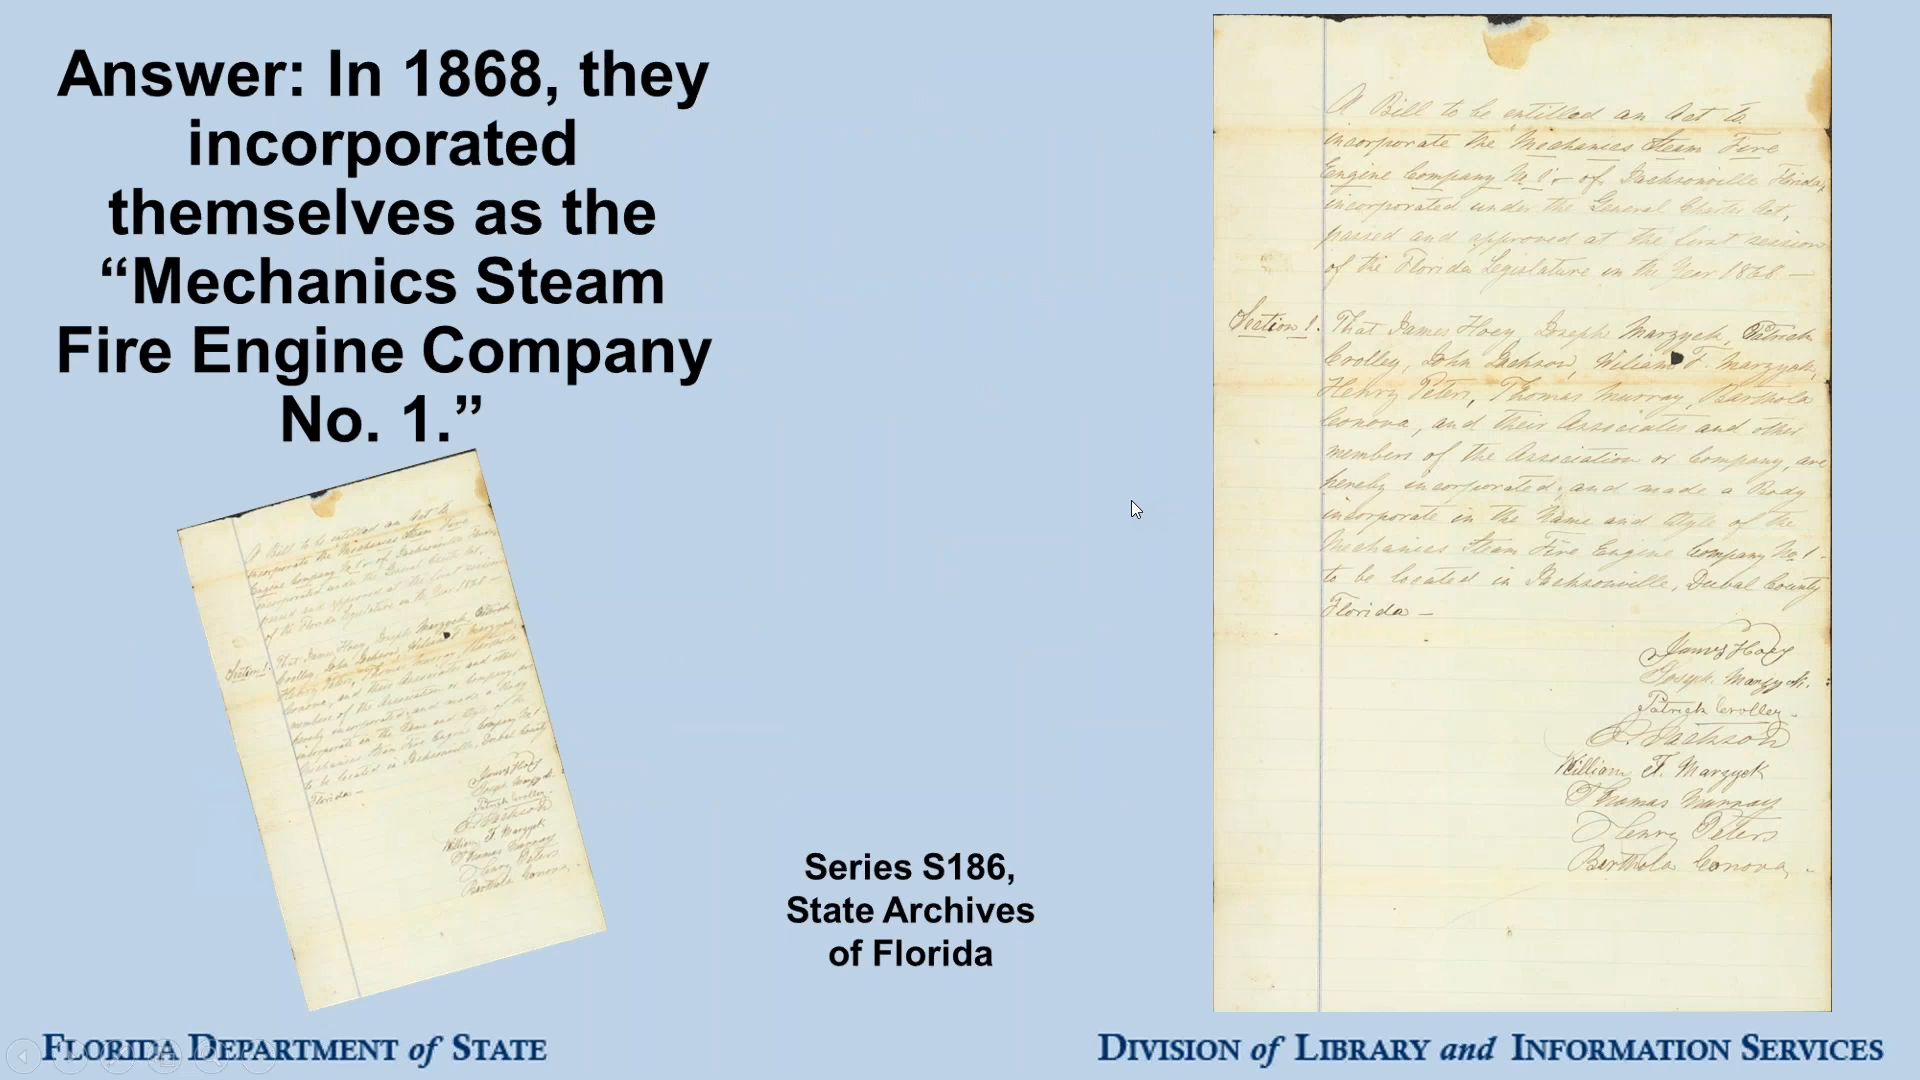 Answer: In 1868, they
incorporated
themselves as the
“Mechanics Steam
Fire Engine Company
No. 1.”
A Bill to be entitled an Act to
incorporate the "Mechanics Steam Fire
Engine Company No. 1" of Jacksonville Florida,
incorporated under the General Charter Act,
passed and approved at the first session
of the Florida Legislature in the Year 1868 —
Section 1. That James Hoey, Joseph Marzyck, Patrick
Crolley, John Jackson, William F. Marzyck,
Henry Peters, Thomas Murray, Barthola
Conova, and their Associates and other
members of the Association or Company, are
hereby incorporated, and made a Body
incorporate in the Name and Style of the
Mechanics Steam Fire Engine Company No. 1 -
to be located in Jacksonville, Duval County
Florida —
James Hoey
Joseph Marzyck.
Patrick Crolley.
Jackson
William F. Marzyck
Thomas Murray
Henry Peters
Barthola Conova.
Series S186,
State Archives
of Florida
FLORIDA DEPARTMENT of STATE
DIVISION of LIBRARY and INFORMATION SERVICES